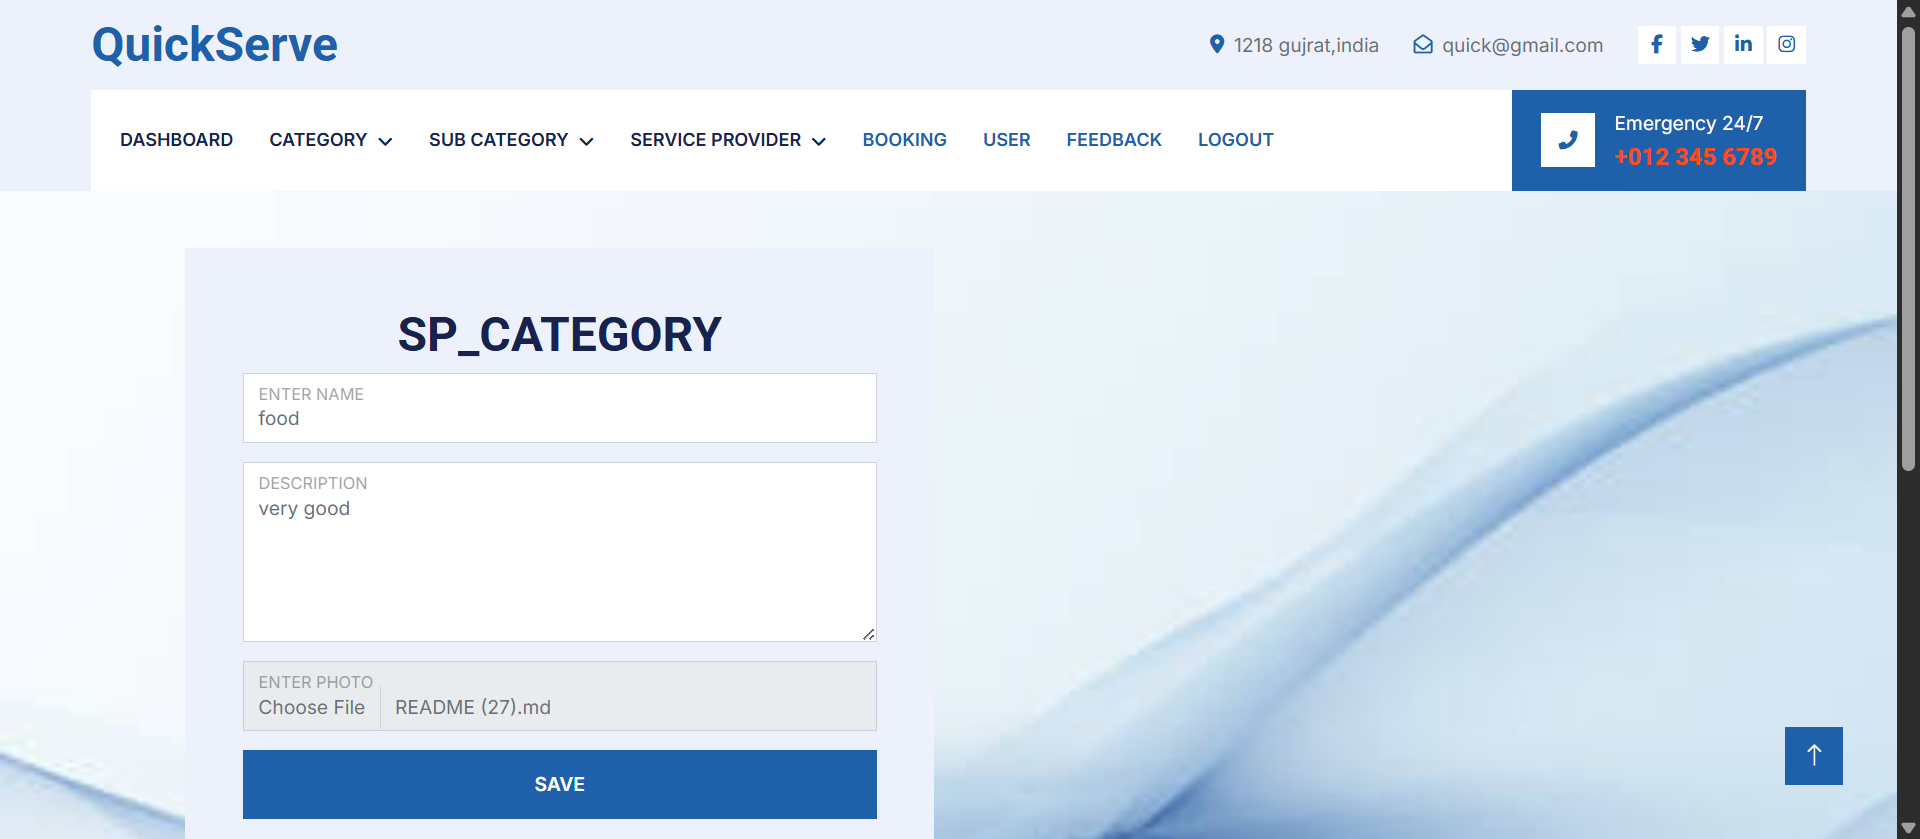 QuickServe
1218 gujrat,india
quick@gmail.com
DASHBOARD
CATEGORY
SUB CATEGORY
SERVICE PROVIDER
BOOKING
USER
FEEDBACK
LOGOUT
Emergency 24/7
+012 345 6789
SP_CATEGORY
ENTER NAME
food
DESCRIPTION
very good
ENTER PHOTO
Choose File README (27).md
SAVE